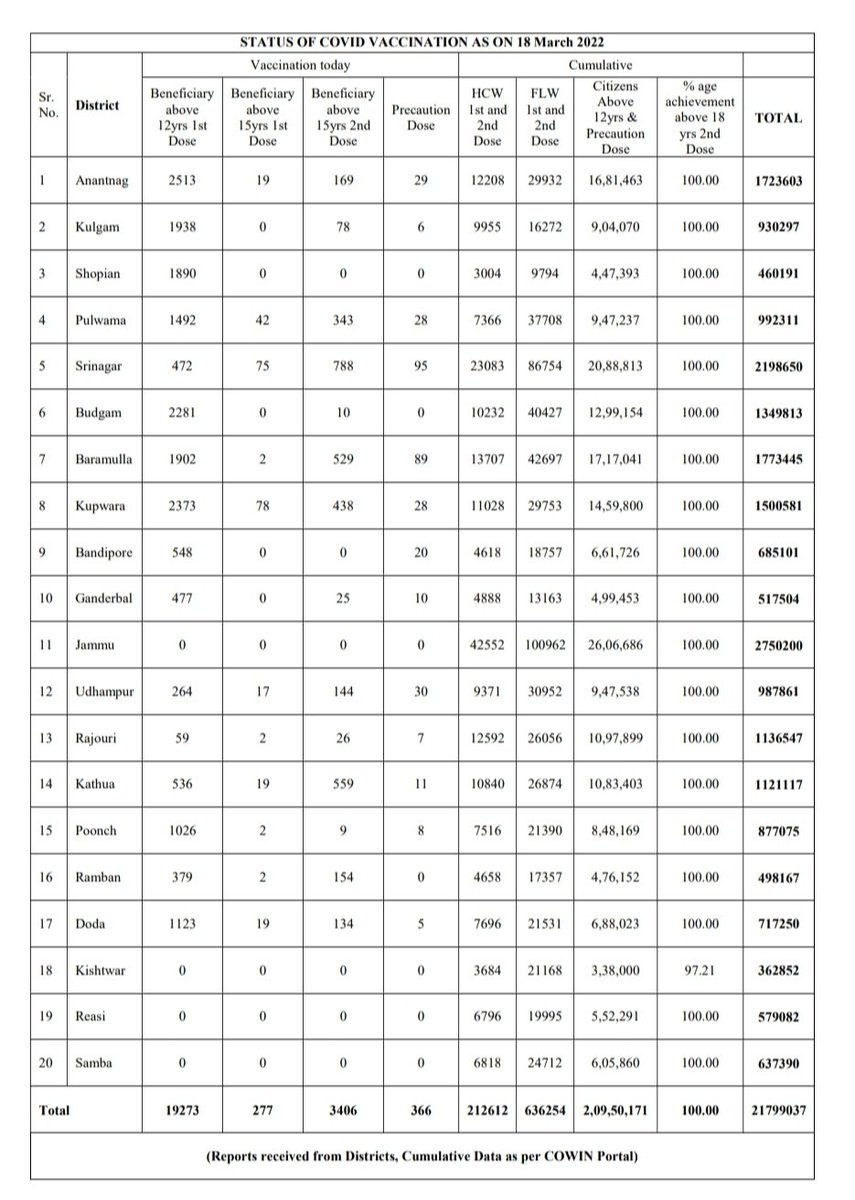 STATUS OF COVID VACCINATION AS ON 18 March 2022
Sr. No. District Vaccination today Cumulative
Beneficiary above 12yrs 1st Dose Beneficiary above 15yrs 1st Dose Beneficiary above 15yrs 2nd Dose Precaution Dose HCW 1st and 2nd Dose FLW 1st and 2nd Dose Citizens Above 12yrs & Precaution Dose % age achievement above 18 yrs 2nd Dose TOTAL
1 Anantnag 2513 19 169 29 12208 29932 16,81,463 100.00 1723603
2 Kulgam 1938 0 78 6 9955 16272 9,04,070 100.00 930297
3 Shopian 1890 0 0 0 3004 9794 4,47,393 100.00 460191
4 Pulwama 1492 42 343 28 7366 37708 9,47,237 100.00 992311
5 Srinagar 472 75 788 95 23083 86754 20,88,813 100.00 2198650
6 Budgam 2281 0 10 0 10232 40427 12,99,154 100.00 1349813
7 Baramulla 1902 2 529 89 13707 42697 17,17,041 100.00 1773445
8 Kupwara 2373 78 438 28 11028 29753 14,59,800 100.00 1500581
9 Bandipore 548 0 0 20 4618 18757 6,61,726 100.00 685101
10 Ganderbal 477 0 25 10 4888 13163 4,99,453 100.00 517504
11 Jammu 0 0 0 0 42552 100962 26,06,686 100.00 2750200
12 Udhampur 264 17 144 30 9371 30952 9,47,538 100.00 987861
13 Rajouri 59 2 26 7 12592 26056 10,97,899 100.00 1136547
14 Kathua 536 19 559 11 10840 26874 10,83,403 100.00 1121117
15 Poonch 1026 2 9 8 7516 21390 8,48,169 100.00 877075
16 Ramban 379 2 154 0 4658 17357 4,76,152 100.00 498167
17 Doda 1123 19 134 5 7696 21531 6,88,023 100.00 717250
18 Kishtwar 0 0 0 0 3684 21168 3,38,000 97.21 362852
19 Reasi 0 0 0 0 6796 19995 5,52,291 100.00 579082
20 Samba 0 0 0 0 6818 24712 6,05,860 100.00 637390
Total 19273 277 3406 366 212612 636254 2,09,50,171 100.00 21799037
(Reports received from Districts, Cumulative Data as per COWIN Portal)